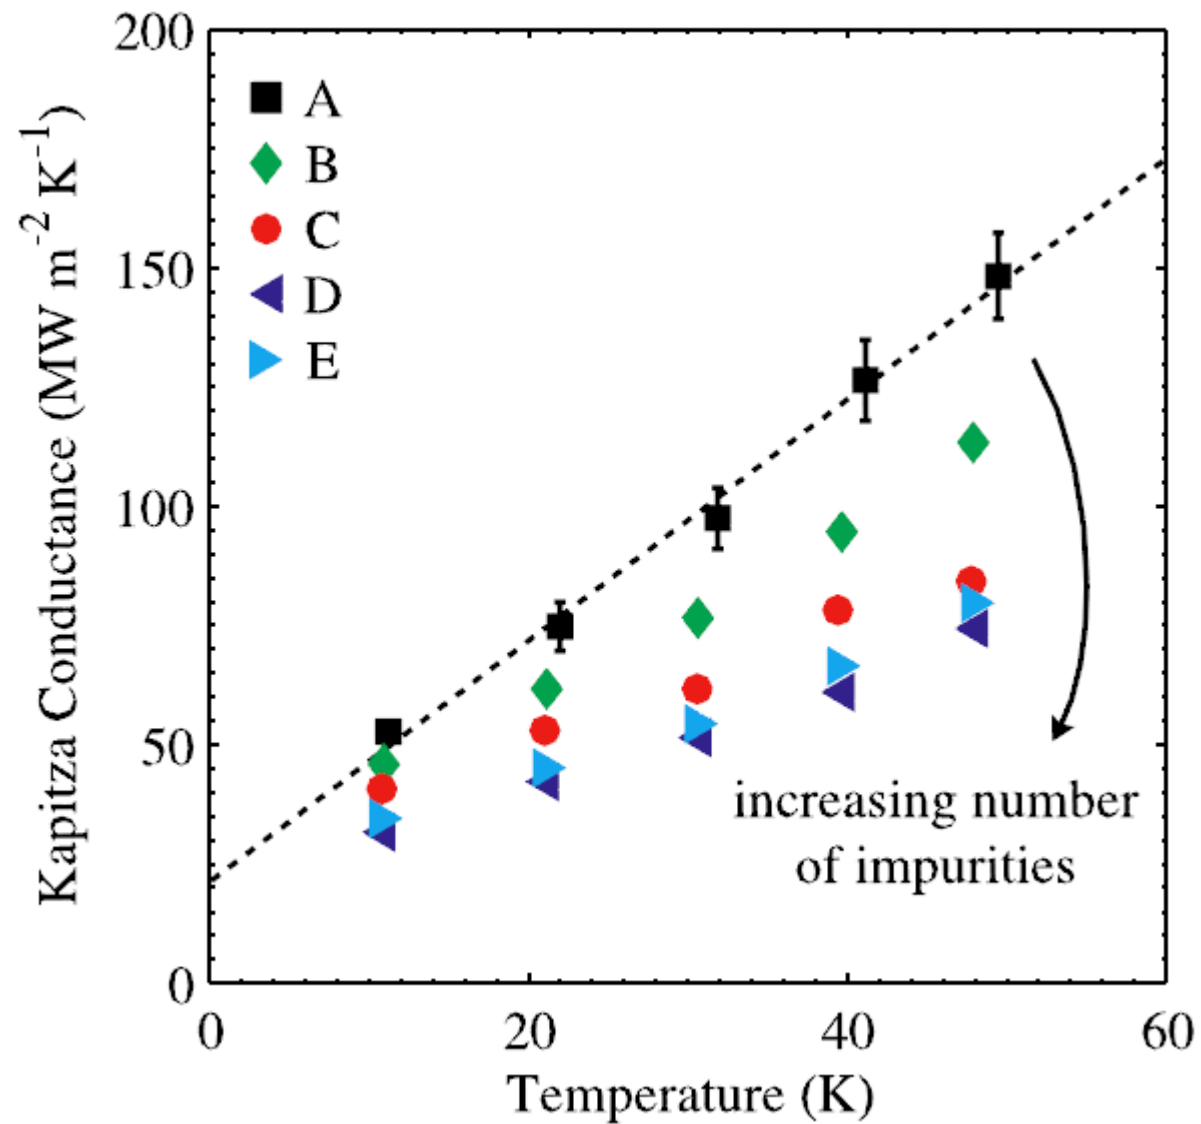 200
150
100
50
0
0 20 40 60
Kapitza Conductance (MW m⁻² K⁻¹)
Temperature (K)
A
B
C
D
E
increasing number
of impurities